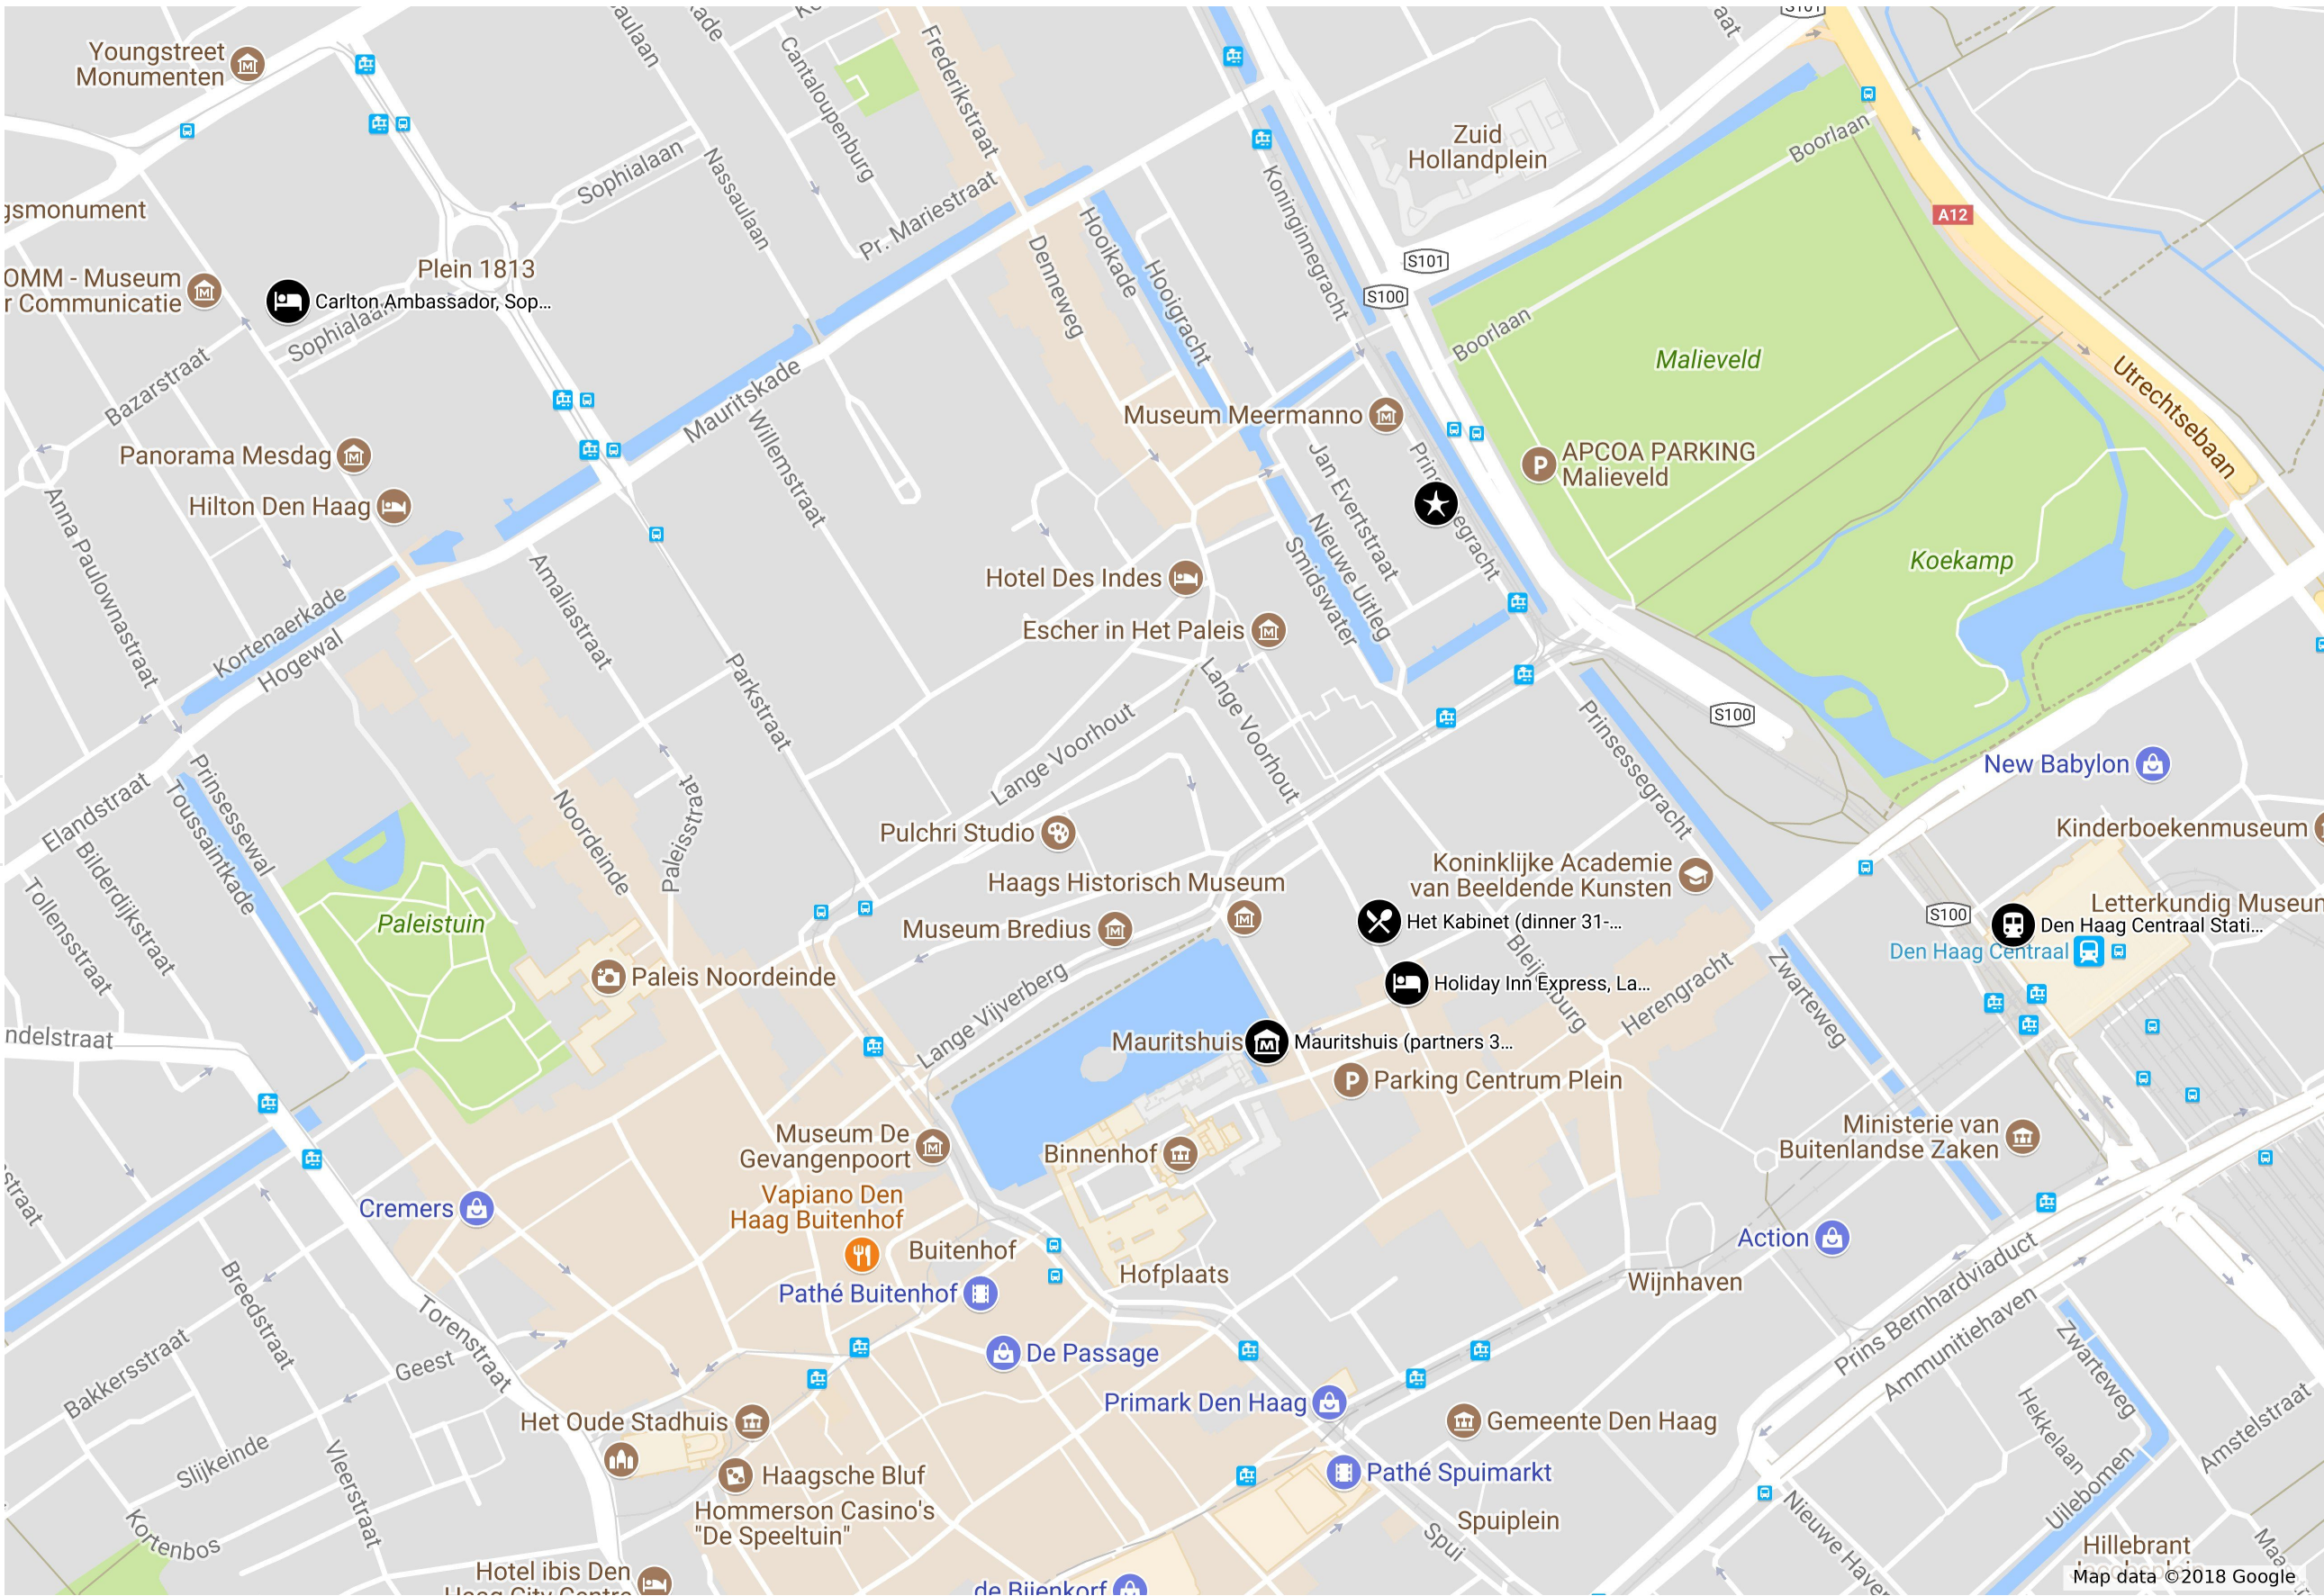 S101
Youngstreet
Monumenten
Frederikstraat
Cantaloupenburg
Sophialaan
Nassaulaan
Zuid
Hollandplein
Boorlaan
Koninginnegracht
Pr. Mariestraat
A12
Plein 1813
S101
S100
Denneweg
Hooikade
Hooigracht
Carlton Ambassador, Sop...
Sophialaan
Bazarstraat
Boorlaan
Malieveld
Utrechtsebaan
Mauritskade
Willemstraat
Museum Meermanno
APCOA PARKING
Malieveld
Panorama Mesdag
Hilton Den Haag
Anna Paulownastraat
Jan Evertstraat
Nieuwe Uitleg
Smidswater
Koekamp
Hotel Des Indes
Escher in Het Paleis
Amaliastraat
Kortenaerkade
Hogewal
Parkstraat
Lange Voorhout
Lange Voorhout
S100
Prinsessegracht
New Babylon
Elandstraat
Prinsessewal
Toussaintkade
Bilderdijkstraat
Tollensstraat
Noordeinde
Paleisstraat
Pulchri Studio
Kinderboekenmuseum
Koninklijke Academie
van Beeldende Kunsten
Haags Historisch Museum
Museum Bredius
Het Kabinet (dinner 31-...
S100
Den Haag Centraal Stati...
Den Haag Centraal
Paleistuin
Paleis Noordeinde
Lange Vijverberg
Holiday Inn Express, La...
Bleijenburg
Herengracht
Zwarteweg
Mauritshuis
Mauritshuis (partners 3...
Parking Centrum Plein
Museum De
Gevangenpoort
Binnenhof
Ministerie van
Buitenlandse Zaken
Vapiano Den
Haag Buitenhof
Cremers
Buitenhof
Hofplaats
Action
Wijnhaven
Pathé Buitenhof
De Passage
Prins Bernhardviaduct
Ammunitiehaven
Zwarteweg
Torenstraat
Breedstraat
Bakkersstraat
Geest
Primark Den Haag
Gemeente Den Haag
Hekkelaan
Amstelstraat
Het Oude Stadhuis
Slijkeinde
Vleerstraat
Haagsche Bluf
Pathé Spuimarkt
Uilebomen
Hommerson Casino's
"De Speeltuin"
Spuiplein
Spui
Kortenbos
Hillebrant
Hotel ibis Den
Haag City Centre
de Bijenkorf
Map data ©2018 Google